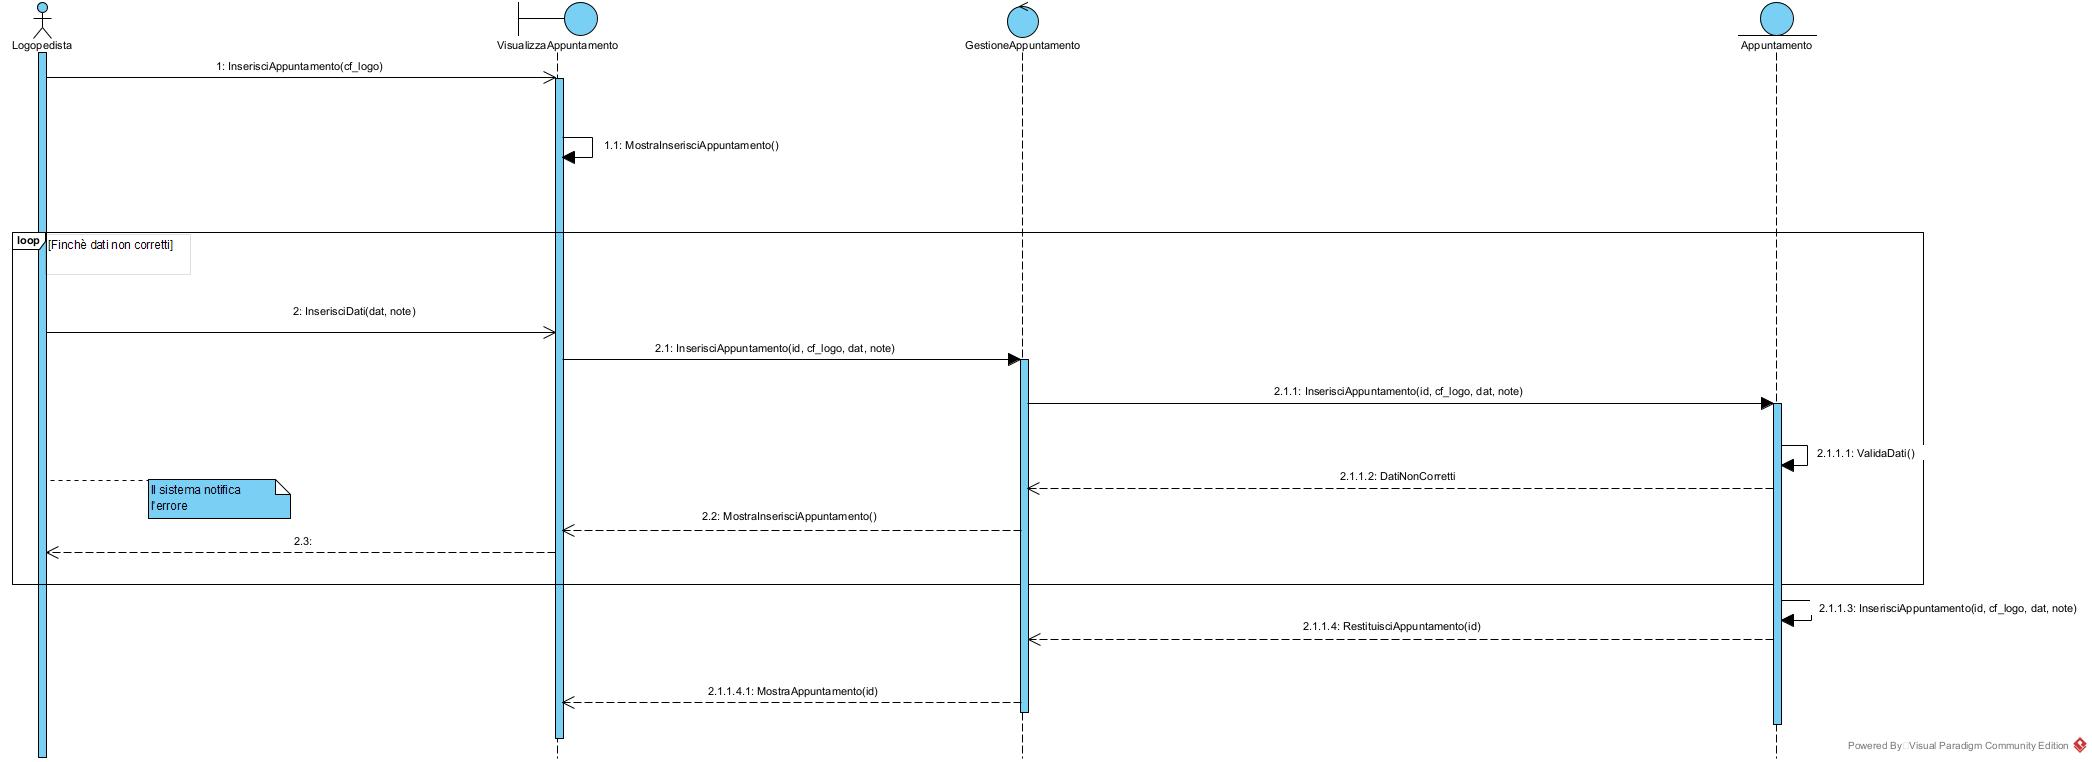 Logopedista
VisualizzaAppuntamento
GestioneAppuntamento
Appuntamento
1: InserisciAppuntamento(cf_logo)
1.1: MostraInserisciAppuntamento()
loop
[Finchè dati non corretti]
2: InserisciDati(dat, note)
2.1: InserisciAppuntamento(id, cf_logo, dat, note)
2.1.1: InserisciAppuntamento(id, cf_logo, dat, note)
2.1.1.1: ValidaDati()
2.1.1.2: DatiNonCorretti
Il sistema notifica
l'errore
2.2: MostraInserisciAppuntamento()
2.3:
2.1.1.3: InserisciAppuntamento(id, cf_logo, dat, note)
2.1.1.4: RestituisciAppuntamento(id)
2.1.1.4.1: MostraAppuntamento(id)
Powered By Visual Paradigm Community Edition